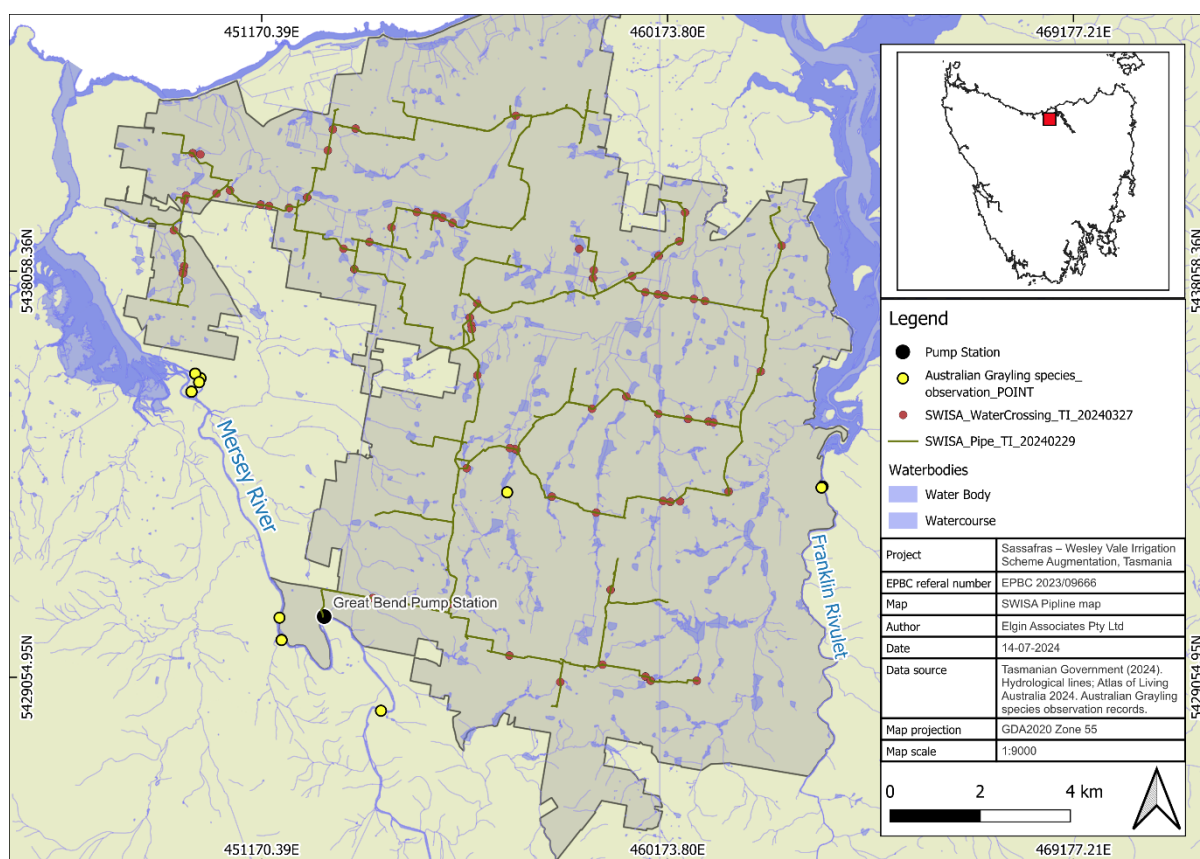 451170.39E
460173.80E
469177.21E
5438058.36N
5438058.36N
Mersey River
Great Bend Pump Station
Franklin Rivulet
5429054.95N
5429054.95N
451170.39E
460173.80E
469177.21E
Legend
Pump Station
Australian Grayling species_
observation_POINT
SWISA_WaterCrossing_TI_20240327
SWISA_Pipe_TI_20240229
Waterbodies
Water Body
Watercourse
Project
Sassafras – Wesley Vale Irrigation
Scheme Augmentation, Tasmania
EPBC referal number
EPBC 2023/09666
Map
SWISA Pipline map
Author
Elgin Associates Pty Ltd
Date
14-07-2024
Data source
Tasmanian Government (2024).
Hydrological lines; Atlas of Living
Australia 2024. Australian Grayling
species observation records.
Map projection
GDA2020 Zone 55
Map scale
1:9000
0 2 4 km